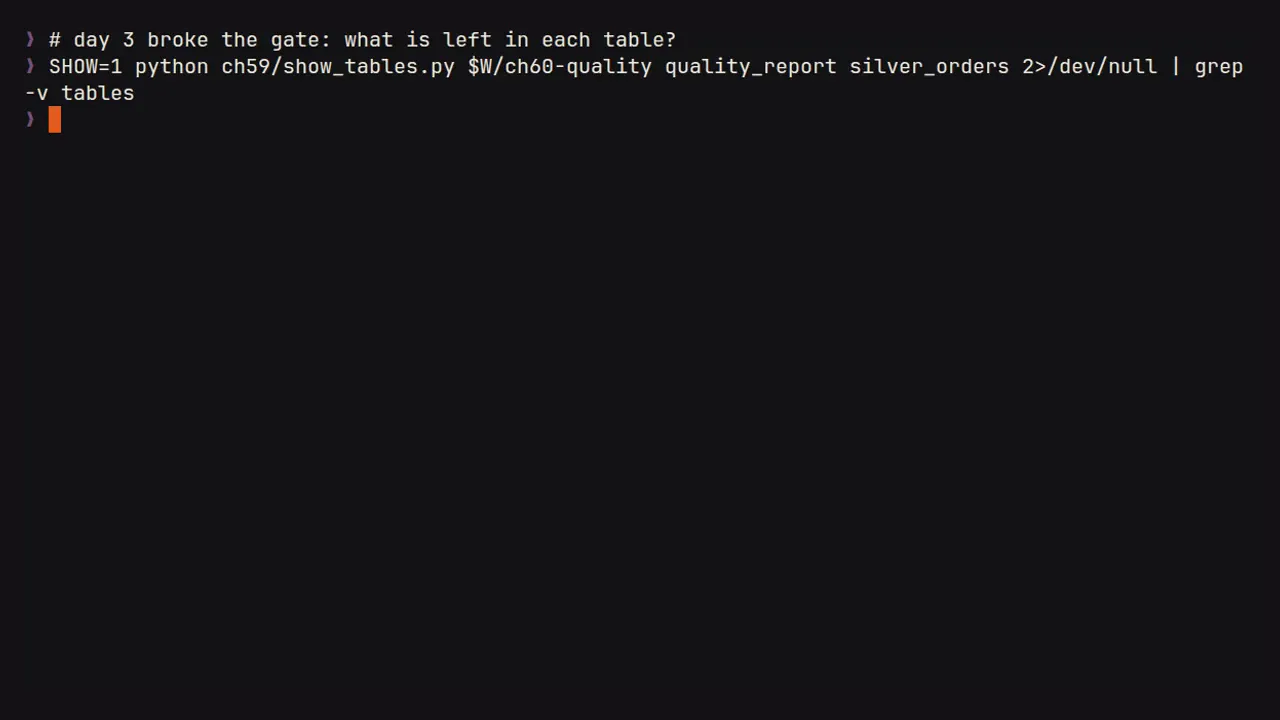 ❯ # day 3 broke the gate: what is left in each table?
❯ SHOW=1 python ch59/show_tables.py $W/ch60-quality quality_report silver_orders 2>/dev/null | grep
-v tables
❯